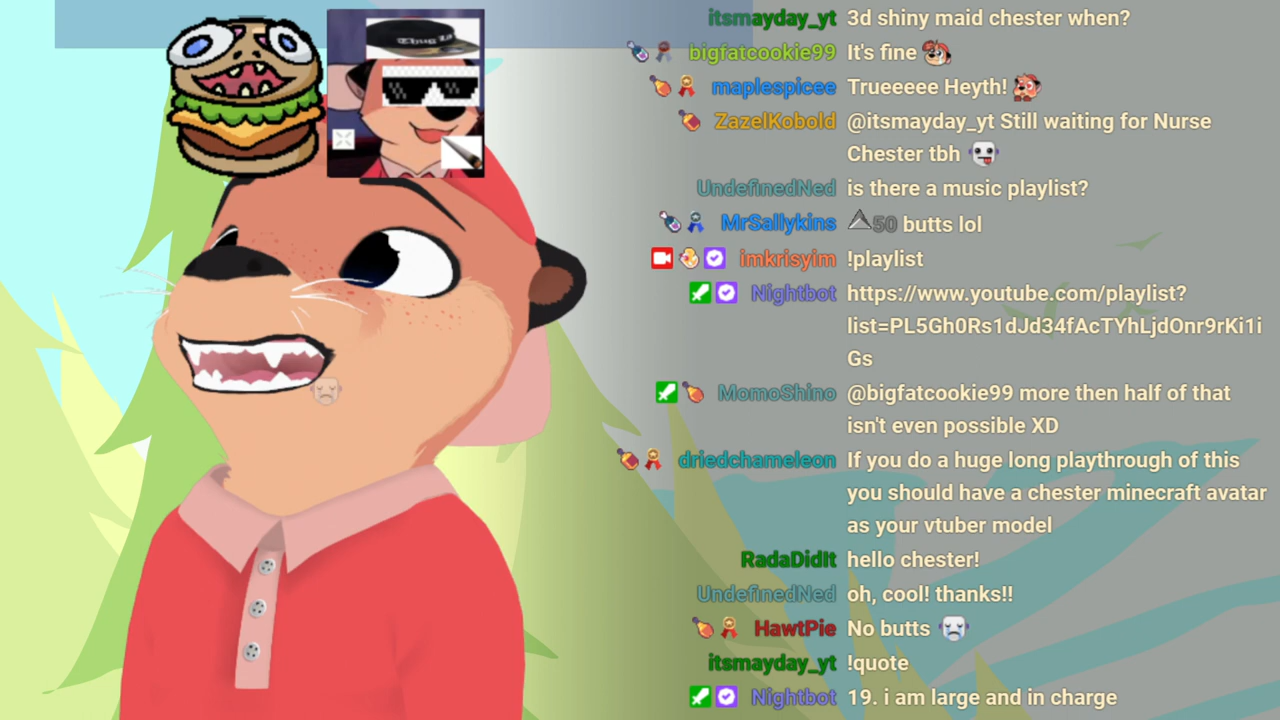 itsmayday_yt 3d shiny maid chester when?
bigfatcookie99 It's fine
maplespicee Trueeeee Heyth!
ZazelKobold @itsmayday_yt Still waiting for Nurse
Chester tbh
UndefinedNed is there a music playlist?
MrSallykins 50 butts lol
imkrisyim !playlist
Nightbot https://www.youtube.com/playlist?
list=PL5Gh0Rs1dJd34fAcTYhLjdOnr9rKi1i
Gs
MomoShino @bigfatcookie99 more then half of that
isn't even possible XD
driedchameleon If you do a huge long playthrough of this
you should have a chester minecraft avatar
as your vtuber model
RadaDidIt hello chester!
UndefinedNed oh, cool! thanks!!
HawtPie No butts
itsmayday_yt !quote
Nightbot 19. i am large and in charge